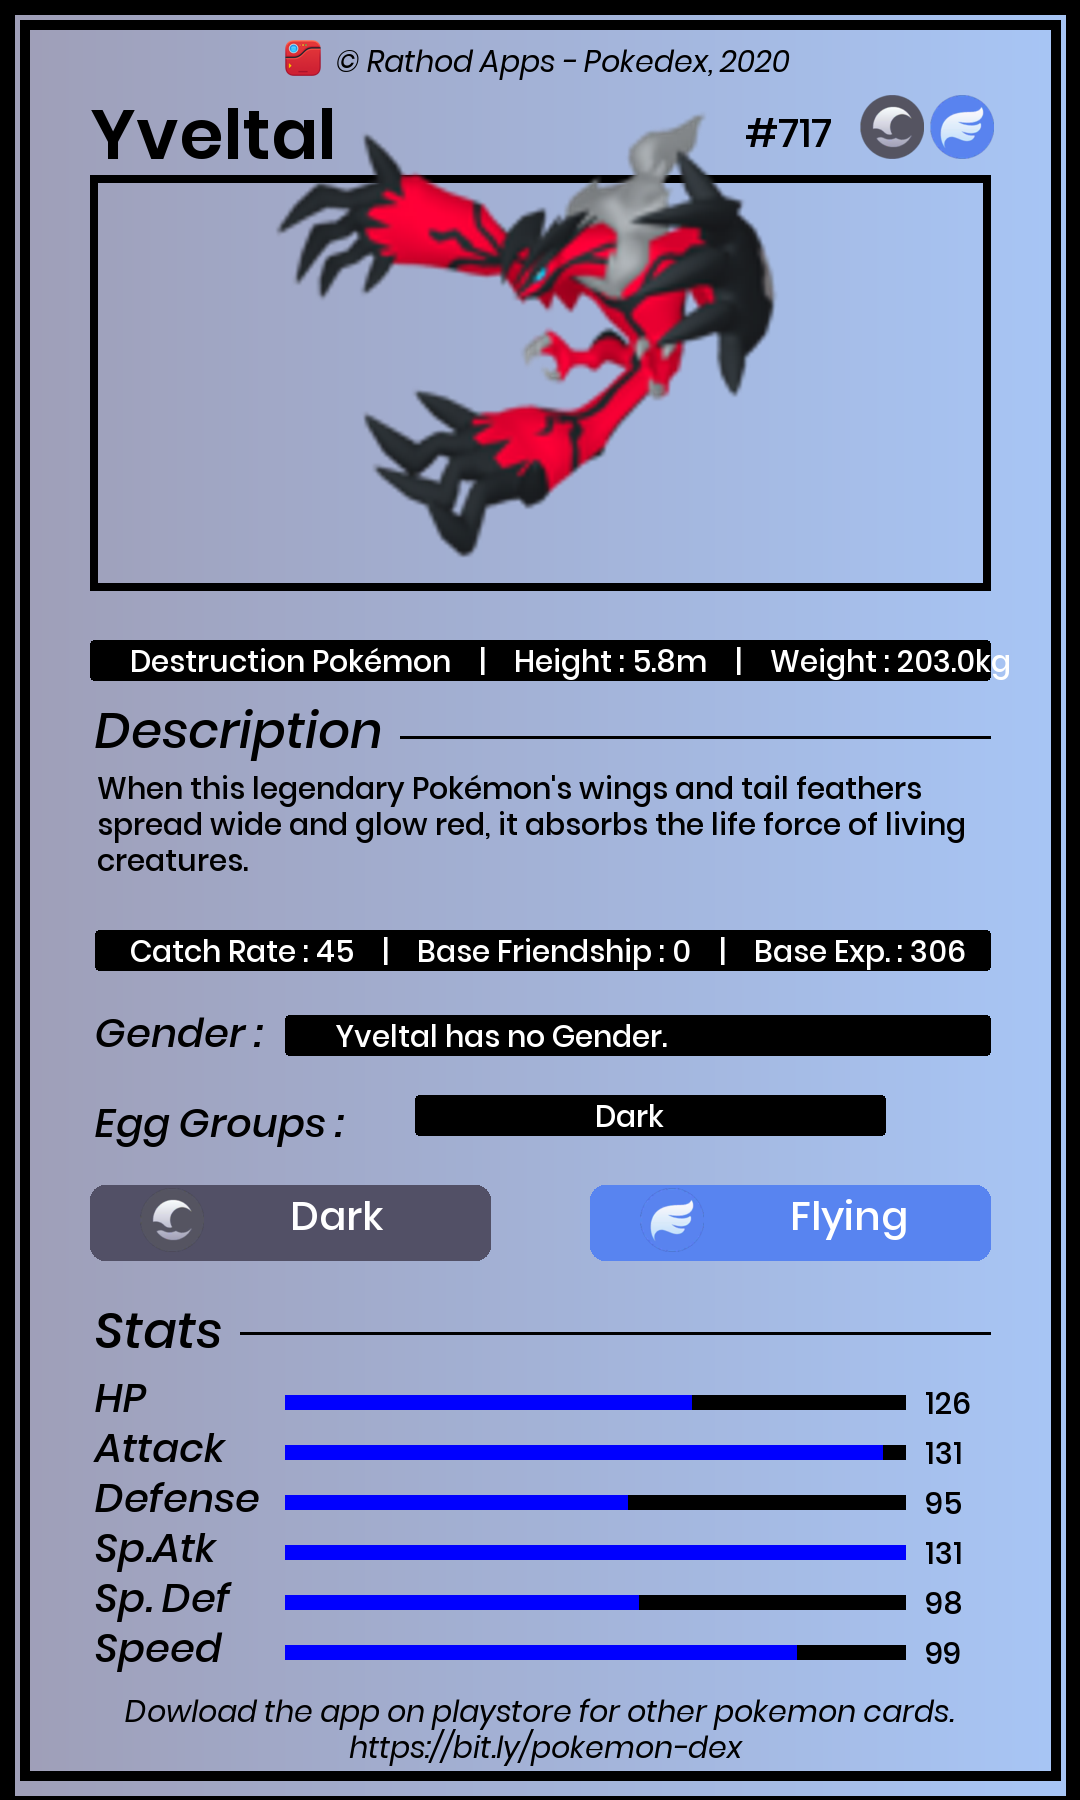 © Rathod Apps - Pokedex, 2020
Yveltal
#717
Destruction Pokémon | Height : 5.8m | Weight : 203.0kg
Description
When this legendary Pokémon's wings and tail feathers
spread wide and glow red, it absorbs the life force of living
creatures.
Catch Rate : 45 | Base Friendship : 0 | Base Exp. : 306
Gender : Yveltal has no Gender.
Egg Groups : Dark
Dark Flying
Stats
HP 126
Attack 131
Defense 95
Sp.Atk 131
Sp. Def 98
Speed 99
Dowload the app on playstore for other pokemon cards.
https://bit.ly/pokemon-dex